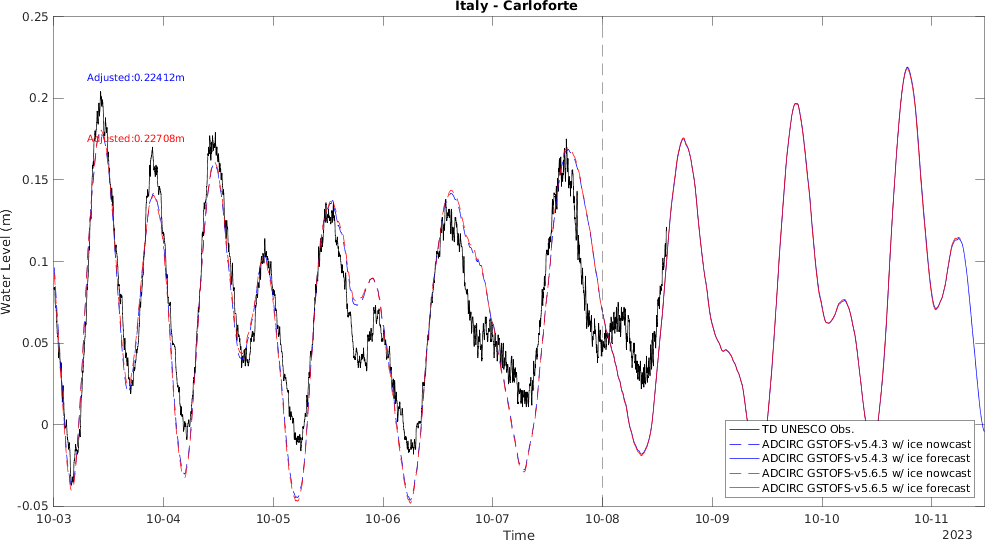 Italy - Carloforte
0.25
0.2
0.15
0.1
0.05
0
-0.05
Water Level (m)
Adjusted:0.22412m
Adjusted:0.22708m
TD UNESCO Obs.
ADCIRC GSTOFS-v5.4.3 w/ ice nowcast
ADCIRC GSTOFS-v5.4.3 w/ ice forecast
ADCIRC GSTOFS-v5.6.5 w/ ice nowcast
ADCIRC GSTOFS-v5.6.5 w/ ice forecast
10-03 10-04 10-05 10-06 10-07 10-08 10-09 10-10 10-11
Time
2023